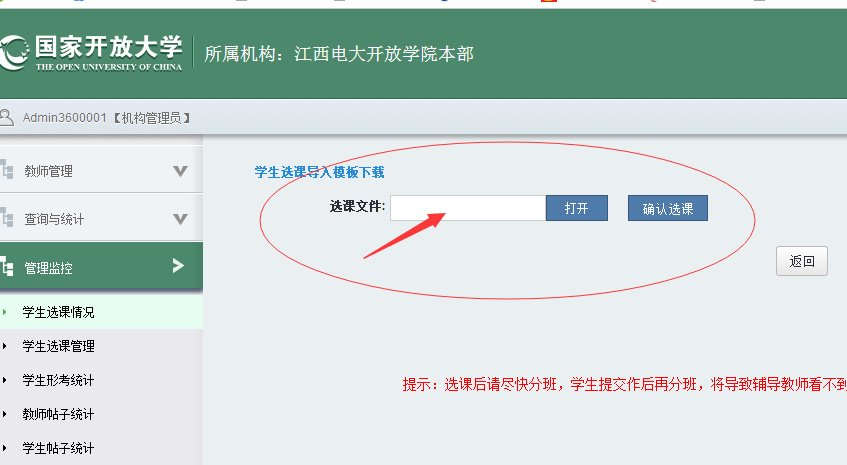 国家开放大学
THE OPEN UNIVERSITY OF CHINA
所属机构：江西电大开放学院本部
Admin3600001【机构管理员】
教师管理
查询与统计
管理监控
学生选课情况
学生选课管理
学生形考统计
教师帖子统计
学生帖子统计
学生选课导入模板下载
选课文件:
打开
确认选课
返回
提示：选课后请尽快分班，学生提交作后再分班，将导致辅导教师看不到